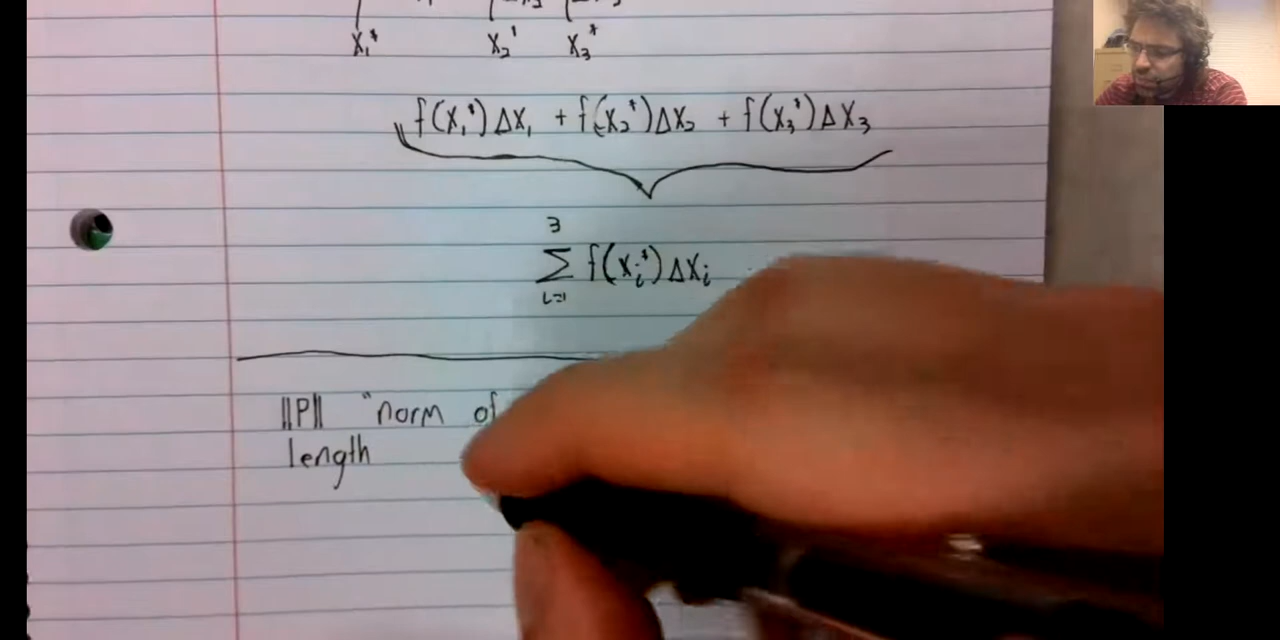 x₁* x₂* x₃*
f(x₁*)Δx₁ + f(x₂*)Δx₂ + f(x₃*)Δx₃
3
∑ f(xᵢ*)Δxᵢ
i=1
||P|| "norm of
length